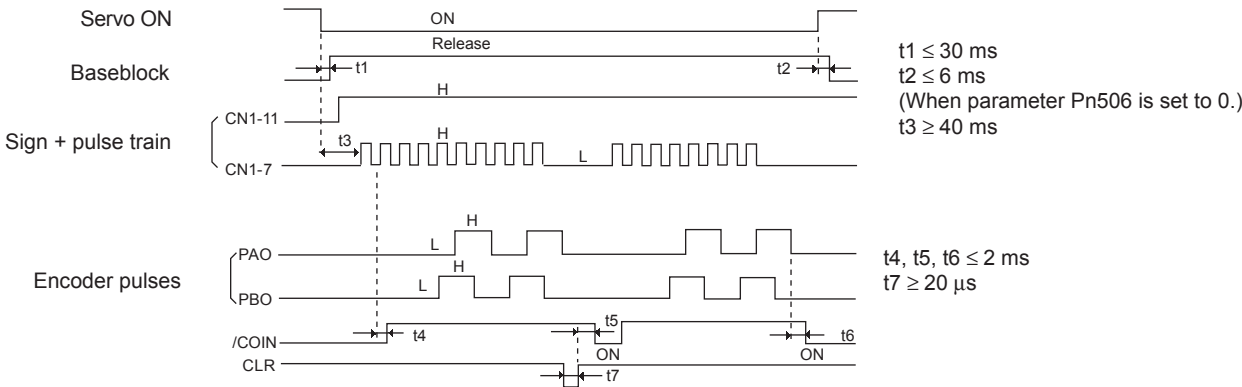 Servo ON
ON
Release
Baseblock
t1
t2
t1 ≤ 30 ms
t2 ≤ 6 ms
(When parameter Pn506 is set to 0.)
t3 ≥ 40 ms
Sign + pulse train
CN1-11
H
t3
H
CN1-7
L
Encoder pulses
PAO
L
H
PBO
L
H
t4, t5, t6 ≤ 2 ms
t7 ≥ 20 μs
/COIN
t4
t5
ON
t6
ON
CLR
t7